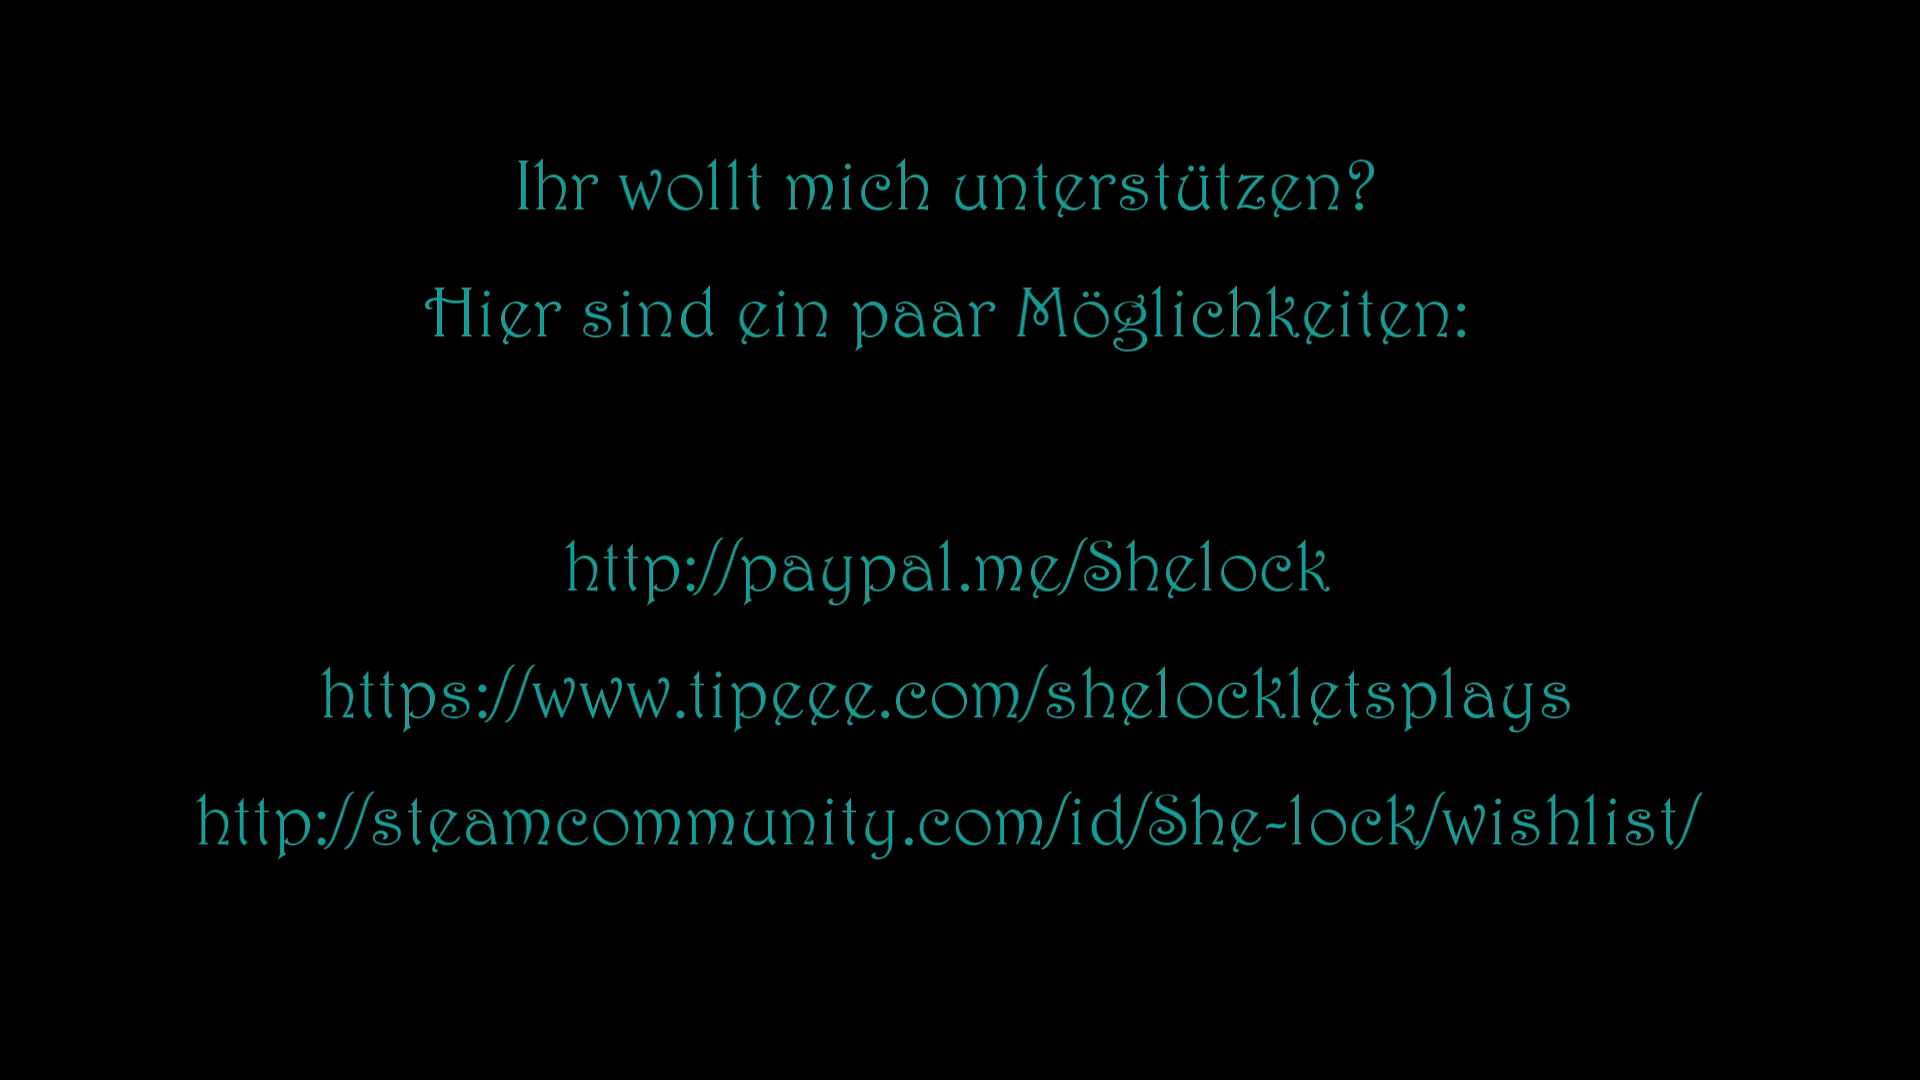 Ihr wollt mich unterstützen?
Hier sind ein paar Möglichkeiten:
http://paypal.me/Shelock
https://www.tipeee.com/shelockletsplays
http://steamcommunity.com/id/She-lock/wishlist/